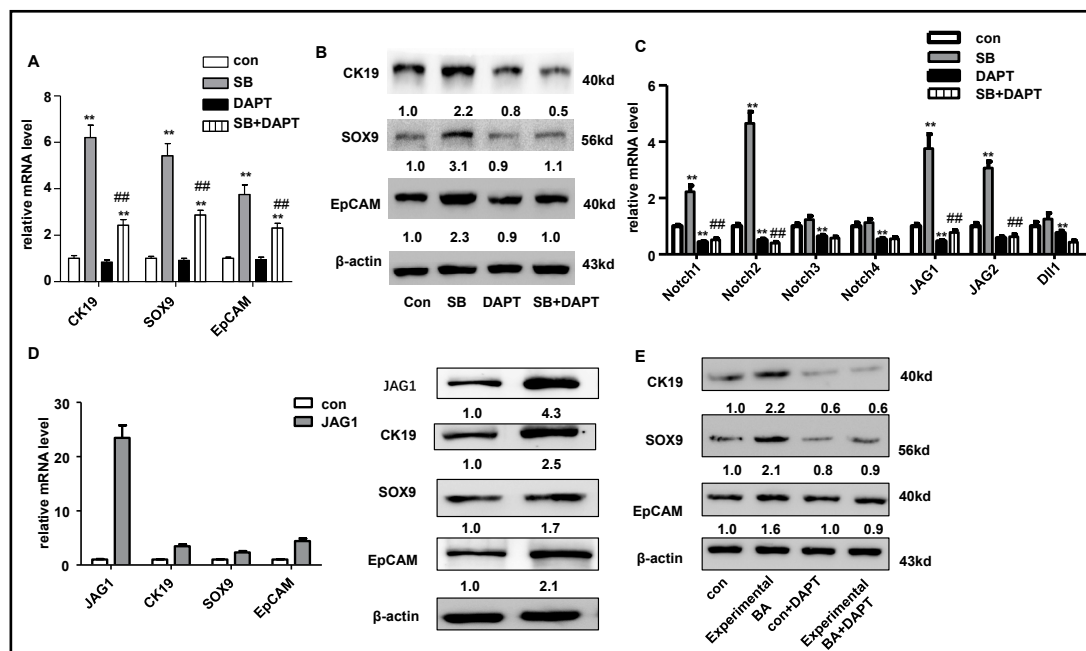 A
con
SB
DAPT
SB+DAPT
relative mRNA level
8
6
4
2
0
**
##
**
**
##
**
**
##
**
CK19
SOX9
EpCAM
B
CK19
40kd
1.0 2.2 0.8 0.5
SOX9
56kd
1.0 3.1 0.9 1.1
EpCAM
40kd
1.0 2.3 0.9 1.0
β-actin
43kd
Con SB DAPT SB+DAPT
C
con
SB
DAPT
SB+DAPT
relative mRNA level
6
4
2
0
**
**
##
**
**
##
**
**
**
**
##
**
**
##
**
Notch1
Notch2
Notch3
Notch4
JAG1
JAG2
Dll1
D
con
JAG1
relative mRNA level
30
20
10
5
0
JAG1
CK19
SOX9
EpCAM
JAG1
1.0 4.3
CK19
1.0 2.5
SOX9
1.0 1.7
EpCAM
1.0 2.1
β-actin
E
CK19
40kd
1.0 2.2 0.6 0.6
SOX9
56kd
1.0 2.1 0.8 0.9
EpCAM
40kd
1.0 1.6 1.0 0.9
β-actin
43kd
con
Experimental
BA
con+DAPT
Experimental
BA+DAPT